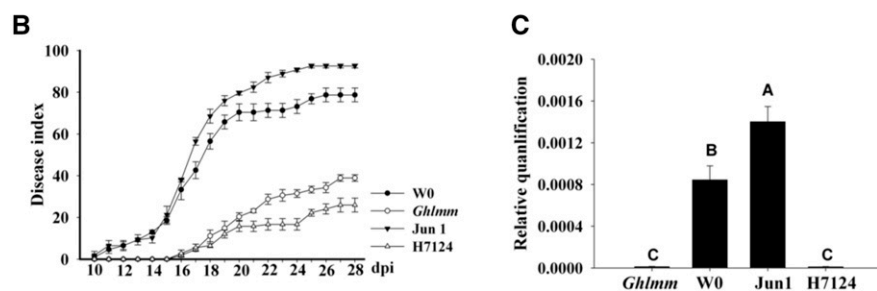 B
Disease index
100
80
60
40
20
0
10 12 14 16 18 20 22 24 26 28 dpi
W0
Ghlmm
Jun 1
H7124
C
Relative quanlification
0.0020
0.0016
0.0012
0.0008
0.0004
0.0000
C B A C
Ghlmm W0 Jun1 H7124